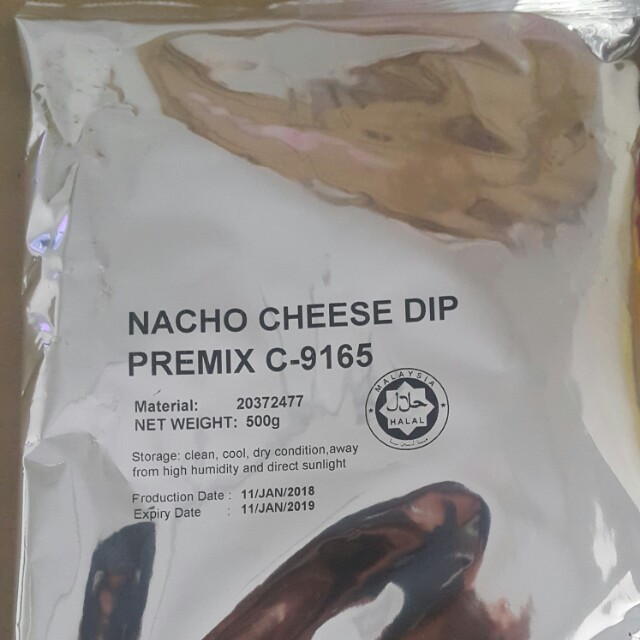 NACHO CHEESE DIP
PREMIX C-9165
Material: 20372477
NET WEIGHT: 500g
MALAYSIA
حلال
HALAL
Storage: clean, cool, dry condition,away
from high humidity and direct sunlight
Production Date : 11/JAN/2018
Expiry Date : 11/JAN/2019